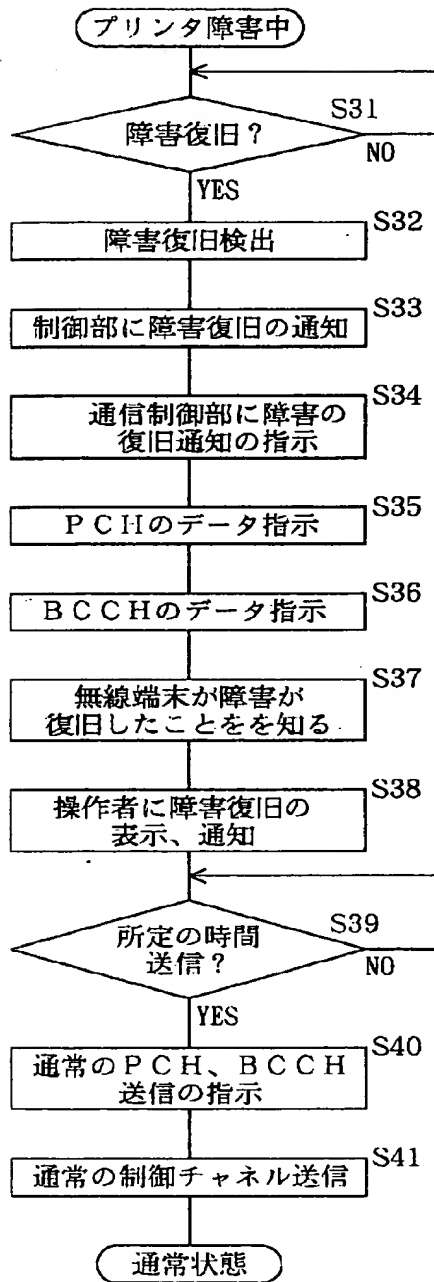 プリンタ障害中
S31
障害復旧？
NO
YES
S32
障害復旧検出
S33
制御部に障害復旧の通知
S34
通信制御部に障害の
復旧通知の指示
S35
ＰＣＨのデータ指示
S36
ＢＣＣＨのデータ指示
S37
無線端末が障害が
復旧したことをを知る
S38
操作者に障害復旧の
表示、通知
S39
所定の時間
送信？
NO
YES
S40
通常のＰＣＨ、ＢＣＣＨ
送信の指示
S41
通常の制御チャネル送信
通常状態